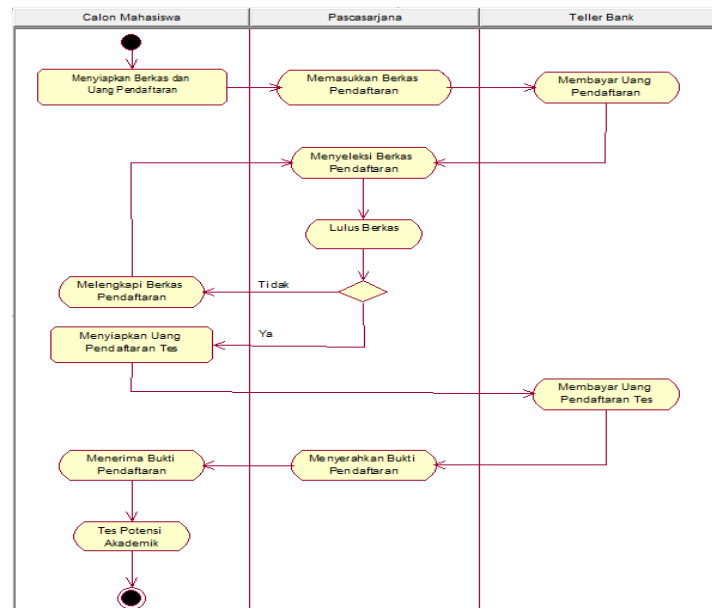 Calon Mahasiswa
Pascasarjana
Teller Bank
Menyiapkan Berkas dan
Uang Pendaftaran
Memasukkan Berkas
Pendaftaran
Membayar Uang
Pendaftaran
Menyeleksi Berkas
Pendaftaran
Lulus Berkas
Tidak
Melengkapi Berkas
Pendaftaran
Ya
Menyiapkan Uang
Pendaftaran Tes
Membayar Uang
Pendaftaran Tes
Menyerahkan Bukti
Pendaftaran
Menerima Bukti
Pendaftaran
Tes Potensi
Akademik